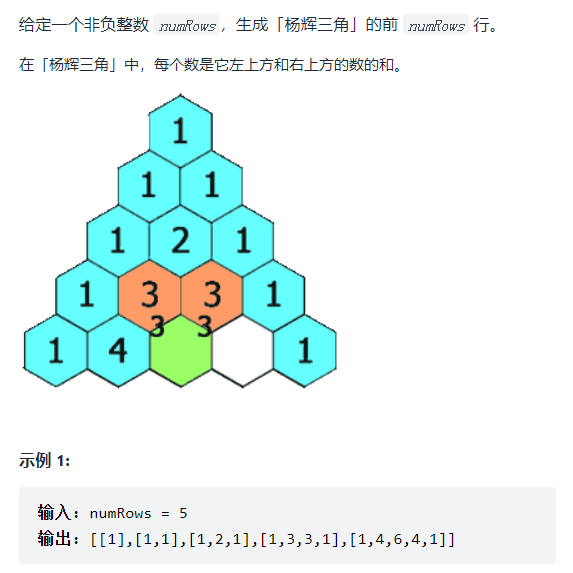 给定一个非负整数 numRows，生成「杨辉三角」的前 numRows 行。
在「杨辉三角」中，每个数是它左上方和右上方的数的和。
1
1 1
1 2 1
1 3 3 1
3 3
1 4 1
示例 1:
输入：numRows = 5
输出：[[1],[1,1],[1,2,1],[1,3,3,1],[1,4,6,4,1]]